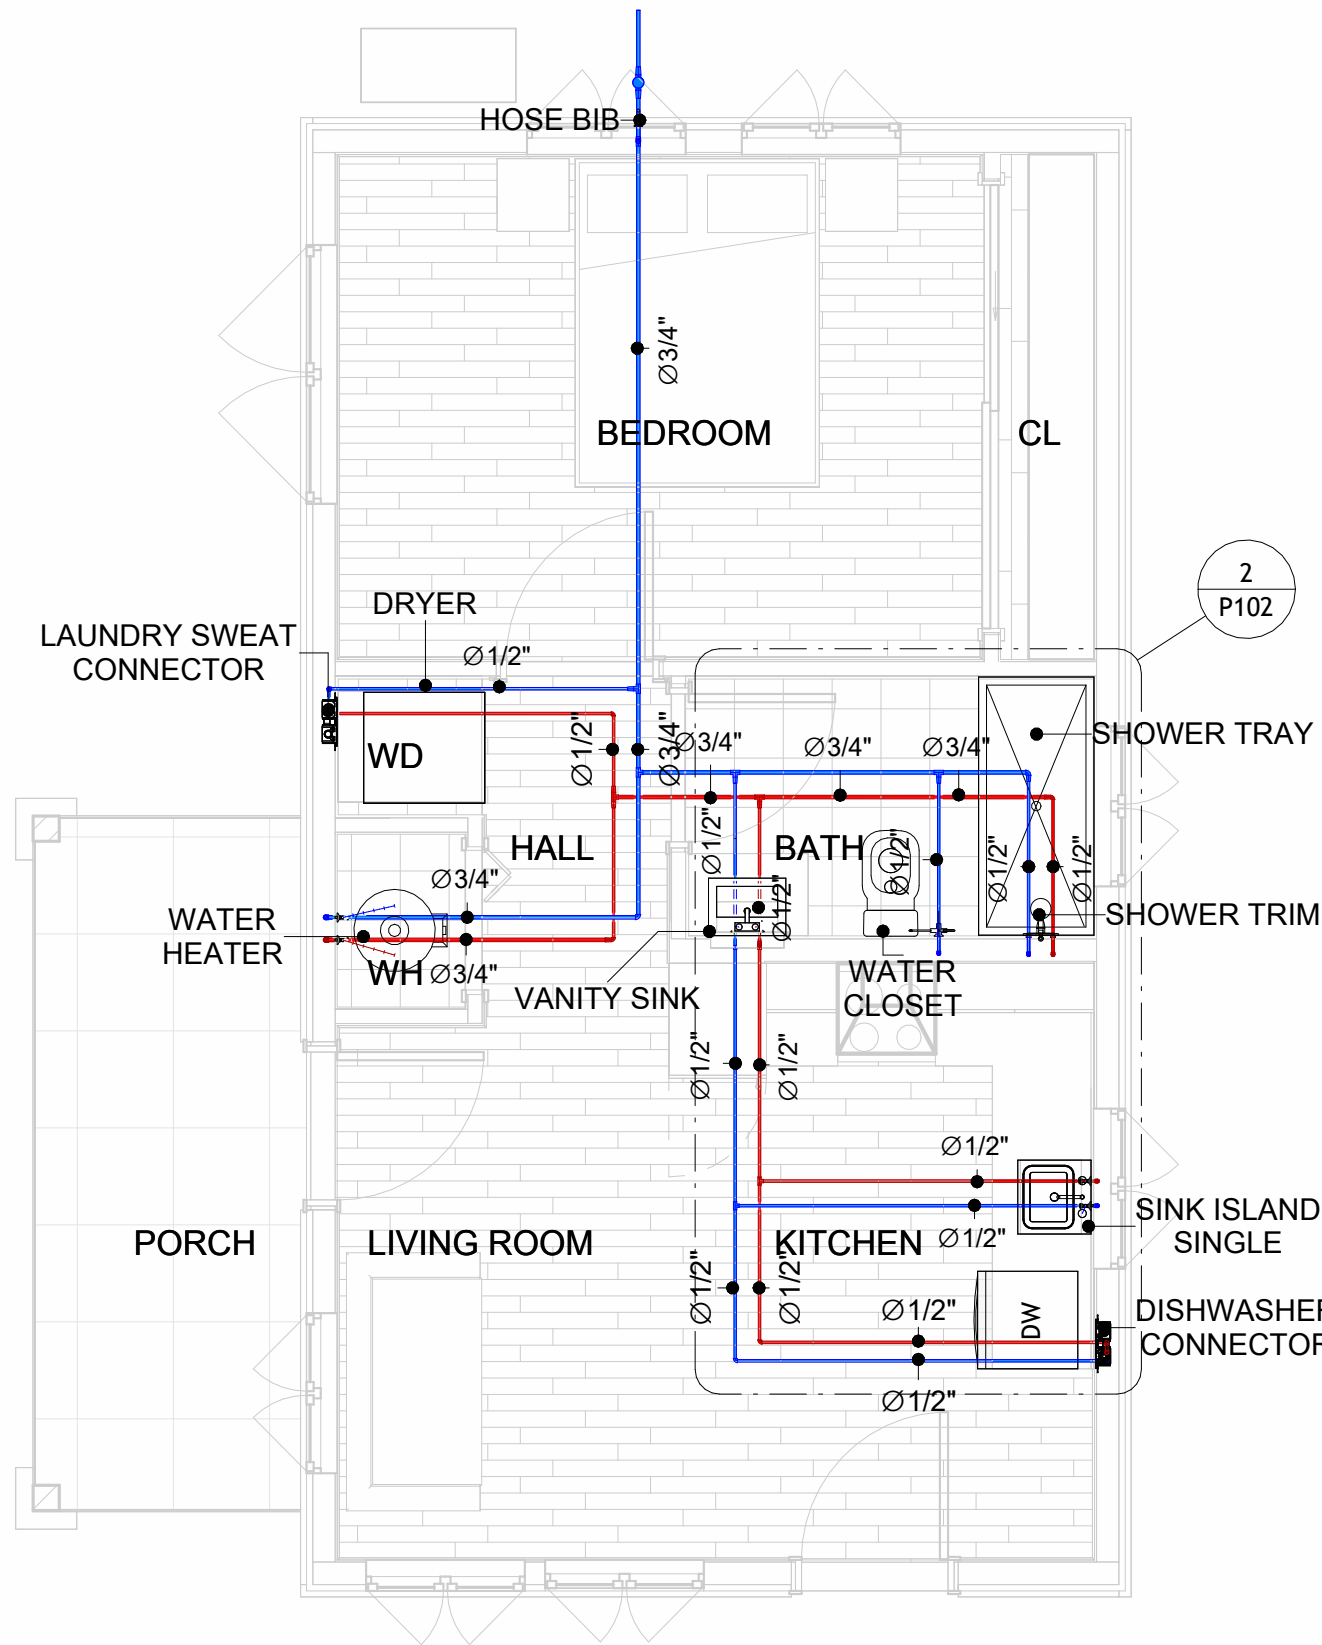 HOSE BIB
Ø3/4"
BEDROOM
CL
2
P102
DRYER
LAUNDRY SWEAT
CONNECTOR
Ø1/2"
WD
Ø1/2"
Ø3/4"
Ø3/4"
Ø3/4"
Ø3/4"
SHOWER TRAY
HALL
Ø1/2"
BATH
Ø1/2"
Ø1/2"
Ø1/2"
Ø3/4"
Ø1/2"
WATER
HEATER
SHOWER TRIM
WH
Ø3/4"
VANITY SINK
WATER
CLOSET
Ø1/2"
Ø1/2"
Ø1/2"
SINK ISLAND
SINGLE
Ø1/2"
PORCH
LIVING ROOM
KITCHEN
Ø1/2"
Ø1/2"
Ø1/2"
DW
DISHWASHER
CONNECTOR
Ø1/2"